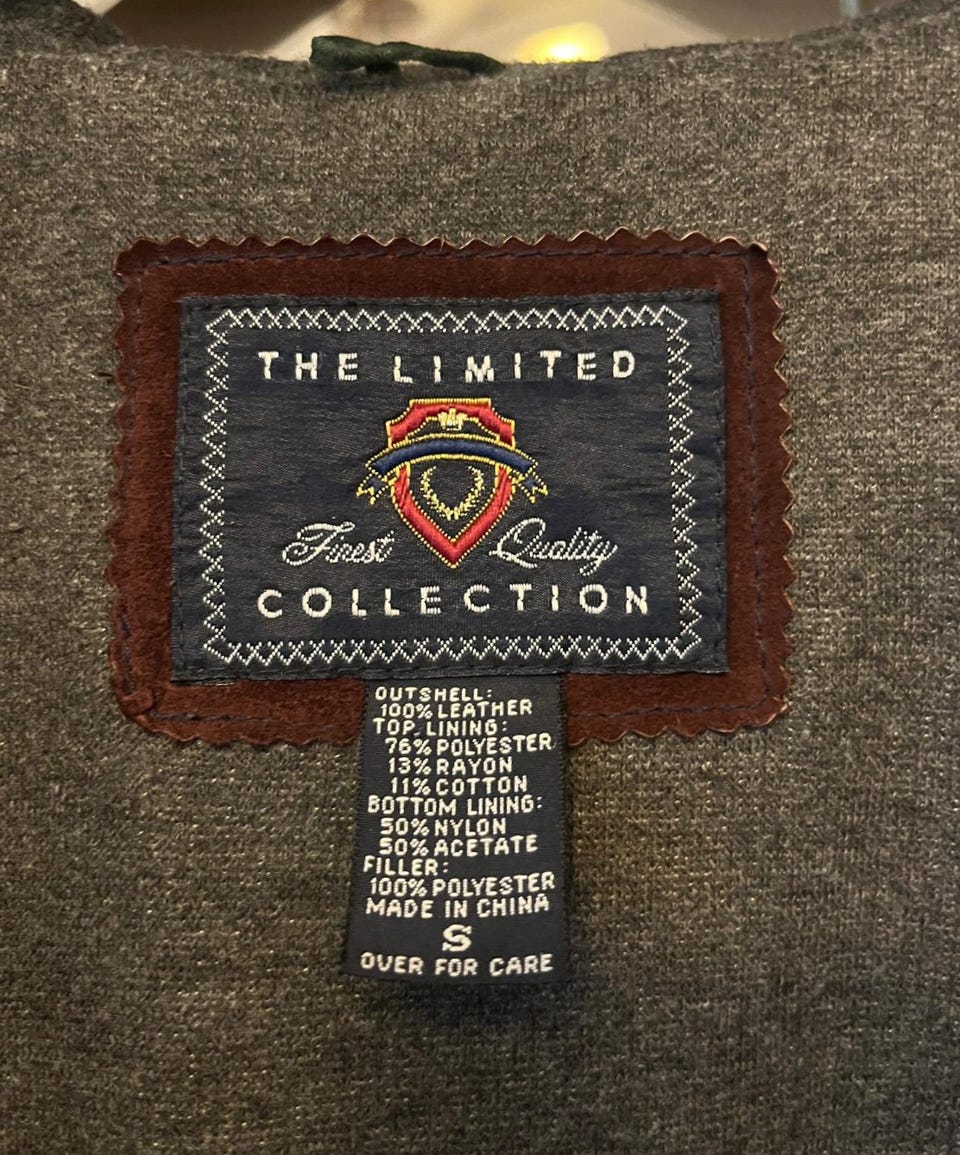 THE LIMITED
Finest Quality
COLLECTION
OUTSHELL:
100% LEATHER
TOP LINING:
76% POLYESTER
13% RAYON
11% COTTON
BOTTOM LINING:
50% NYLON
50% ACETATE
FILLER:
100% POLYESTER
MADE IN CHINA
S
OVER FOR CARE